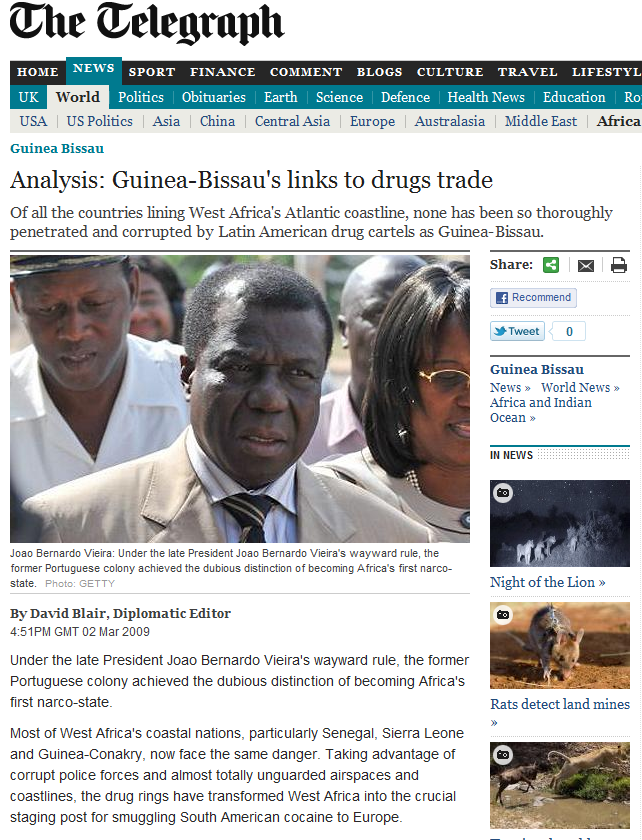 The Telegraph
HOME NEWS SPORT FINANCE COMMENT BLOGS CULTURE TRAVEL LIFESTYL
UK World Politics Obituaries Earth Science Defence Health News Education Ro
USA US Politics Asia China Central Asia Europe Australasia Middle East Africa
Guinea Bissau
Analysis: Guinea-Bissau's links to drugs trade
Of all the countries lining West Africa's Atlantic coastline, none has been so thoroughly
penetrated and corrupted by Latin American drug cartels as Guinea-Bissau.
Joao Bernardo Vieira: Under the late President Joao Bernardo Vieira's wayward rule, the
former Portuguese colony achieved the dubious distinction of becoming Africa's first narco-
state. Photo: GETTY
By David Blair, Diplomatic Editor
4:51PM GMT 02 Mar 2009
Under the late President Joao Bernardo Vieira's wayward rule, the former
Portuguese colony achieved the dubious distinction of becoming Africa's
first narco-state.
Most of West Africa's coastal nations, particularly Senegal, Sierra Leone
and Guinea-Conakry, now face the same danger. Taking advantage of
corrupt police forces and almost totally unguarded airspaces and
coastlines, the drug rings have transformed West Africa into the crucial
staging post for smuggling South American cocaine to Europe.
Share:
Recommend
Tweet 0
Guinea Bissau
News » World News »
Africa and Indian
Ocean »
IN NEWS
Night of the Lion »
Rats detect land mines
»